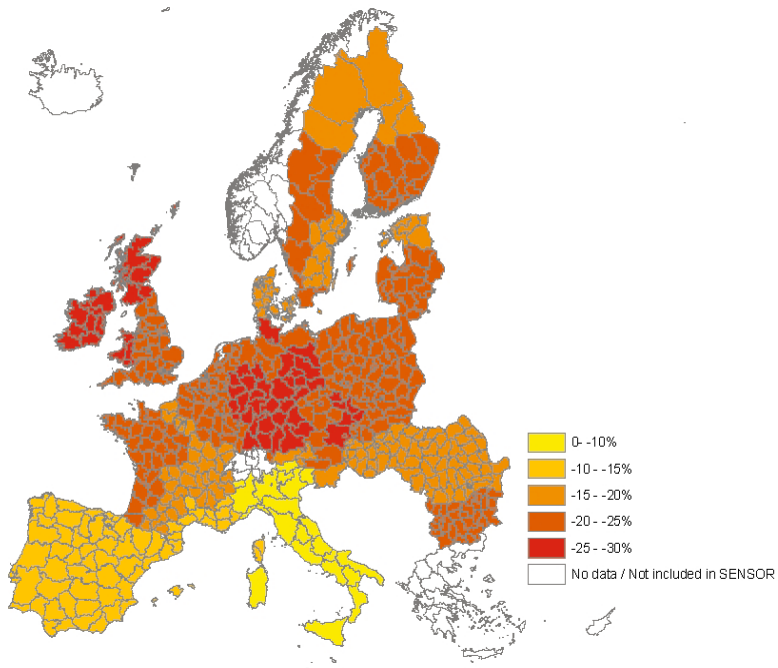 0- -10%
-10 - -15%
-15 - -20%
-20 - -25%
-25 - -30%
No data / Not included in SENSOR